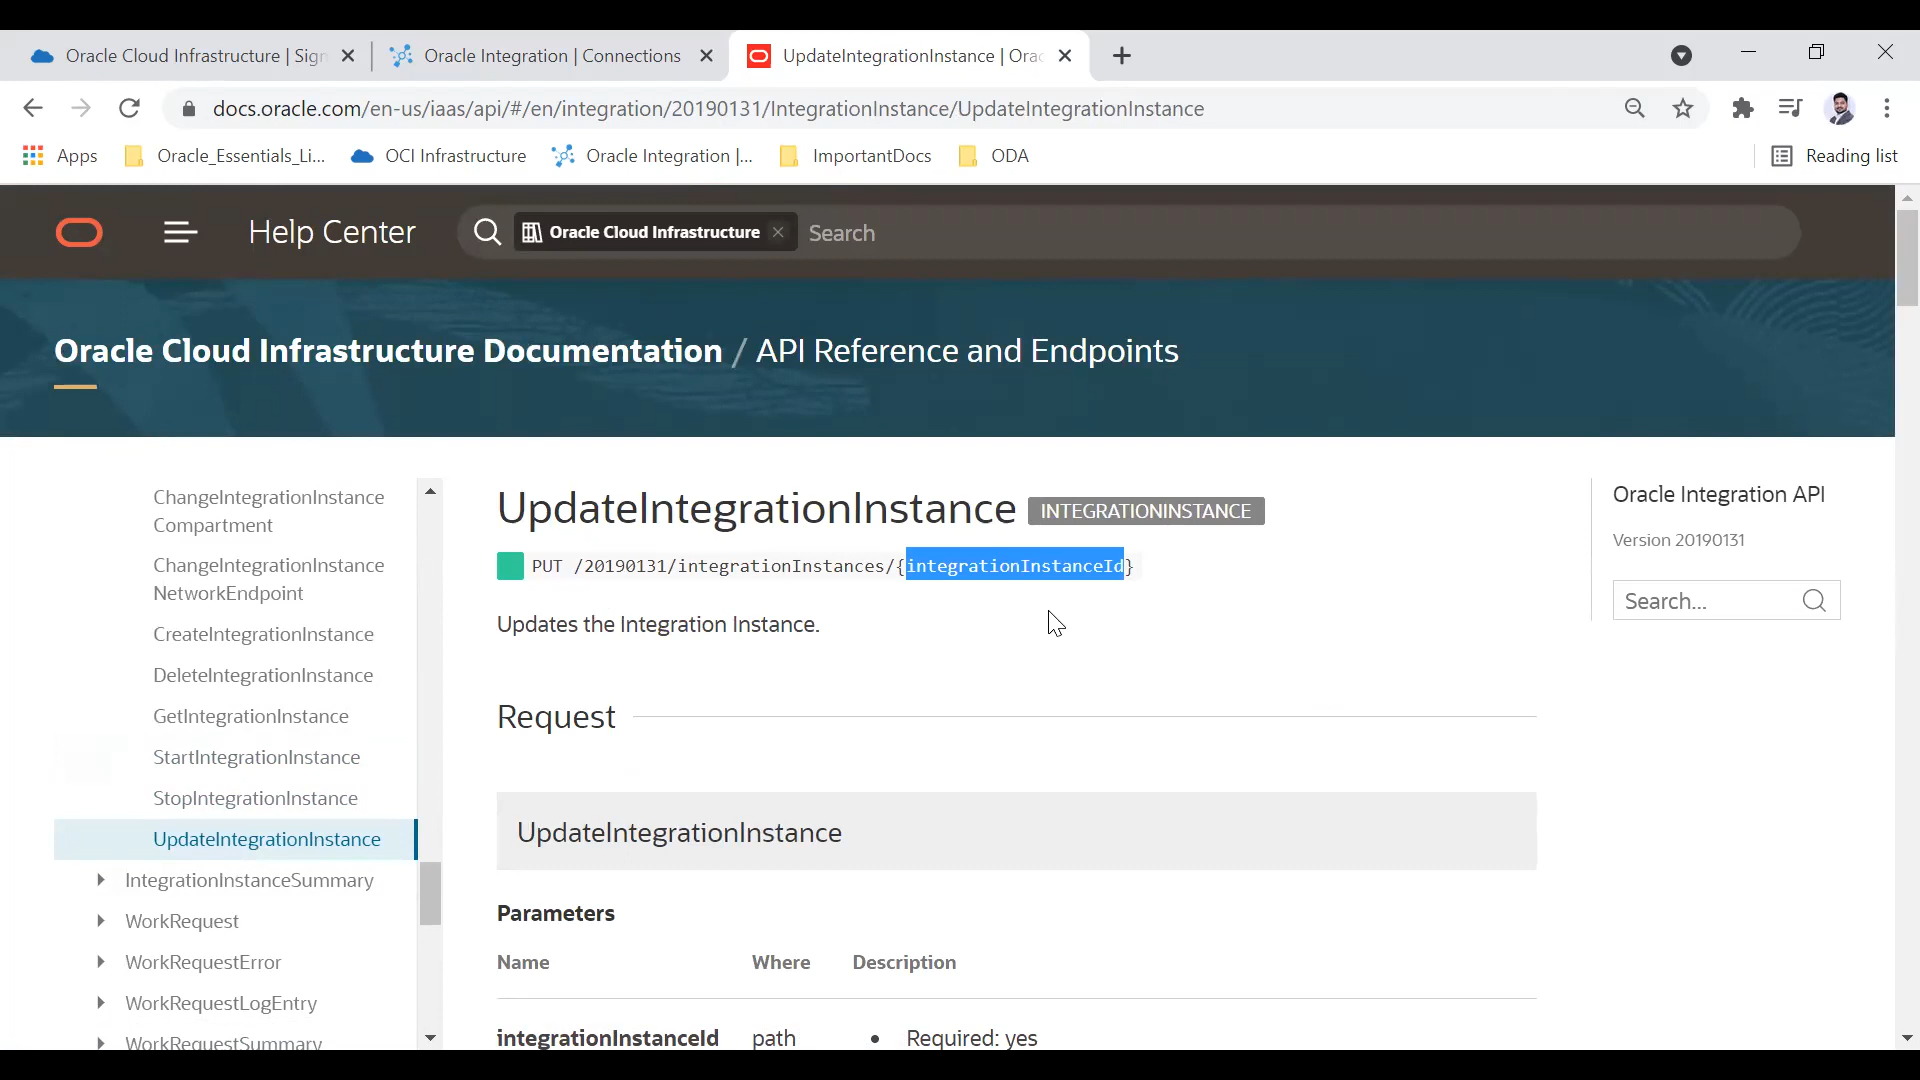 Oracle Cloud Infrastructure | Sign
Oracle Integration | Connections
UpdateIntegrationInstance | Orac
docs.oracle.com/en-us/iaas/api/#/en/integration/20190131/IntegrationInstance/UpdateIntegrationInstance
Apps
Oracle_Essentials_Li...
OCI Infrastructure
Oracle Integration |...
ImportantDocs
ODA
Reading list
Help Center
Oracle Cloud Infrastructure
Search
Oracle Cloud Infrastructure Documentation / API Reference and Endpoints
ChangeIntegrationInstance
Compartment
ChangeIntegrationInstance
NetworkEndpoint
CreateIntegrationInstance
DeleteIntegrationInstance
GetIntegrationInstance
StartIntegrationInstance
StopIntegrationInstance
UpdateIntegrationInstance
IntegrationInstanceSummary
WorkRequest
WorkRequestError
WorkRequestLogEntry
WorkRequestSummary
UpdateIntegrationInstance INTEGRATIONINSTANCE
PUT /20190131/integrationInstances/{integrationInstanceId}
Updates the Integration Instance.
Request
UpdateIntegrationInstance
Parameters
Name Where Description
integrationInstanceId path • Required: yes
Oracle Integration API
Version 20190131
Search...